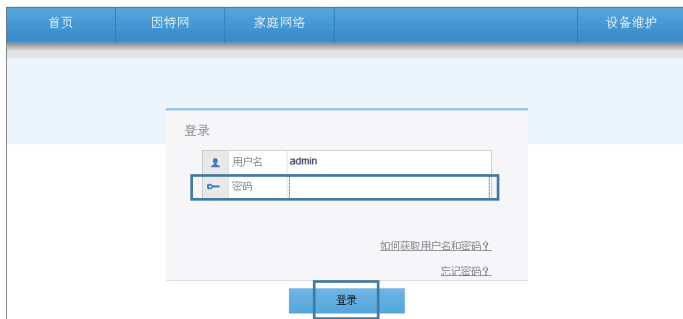 首页 因特网 家庭网络 设备维护
登录
用户名 admin
密码
如何获取用户名和密码?
忘记密码?
登录